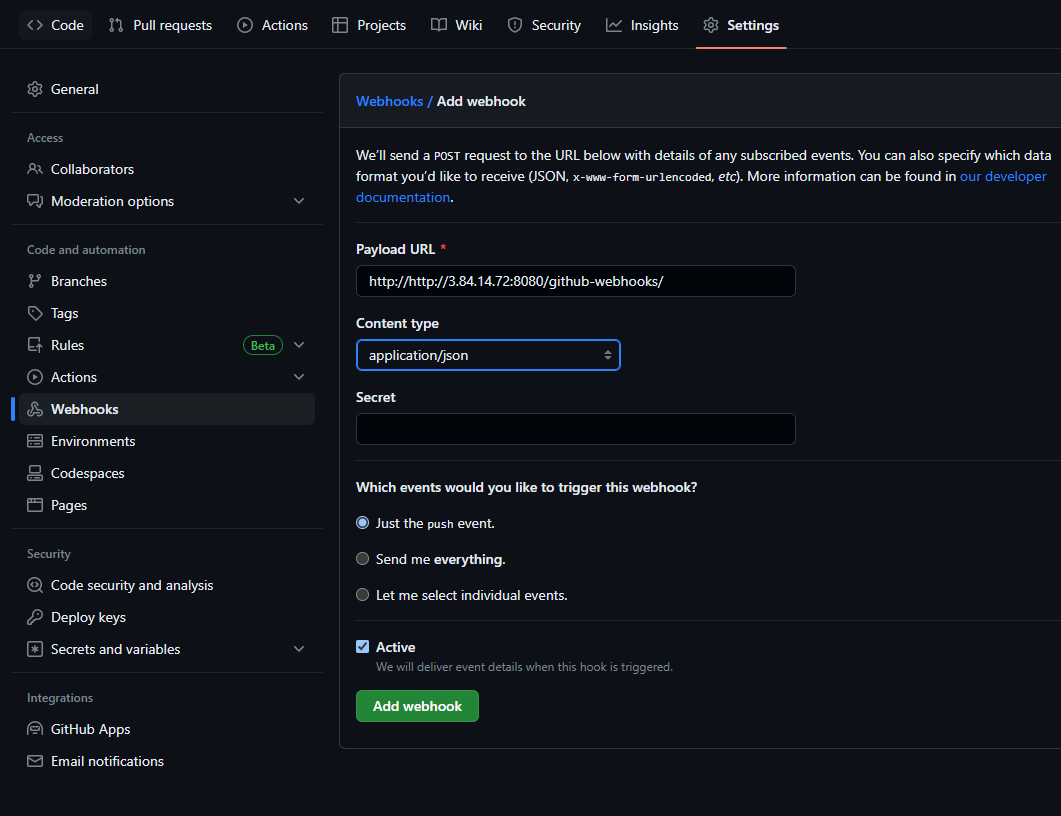 Code Pull requests Actions Projects Wiki Security Insights Settings
General
Access
Collaborators
Moderation options
Code and automation
Branches
Tags
Rules Beta
Actions
Webhooks
Environments
Codespaces
Pages
Security
Code security and analysis
Deploy keys
Secrets and variables
Integrations
GitHub Apps
Email notifications
Webhooks / Add webhook
We’ll send a POST request to the URL below with details of any subscribed events. You can also specify which data
format you’d like to receive (JSON, x-www-form-urlencoded, etc). More information can be found in our developer
documentation.
Payload URL *
http://http://3.84.14.72:8080/github-webhooks/
Content type
application/json
Secret
Which events would you like to trigger this webhook?
Just the push event.
Send me everything.
Let me select individual events.
Active
We will deliver event details when this hook is triggered.
Add webhook